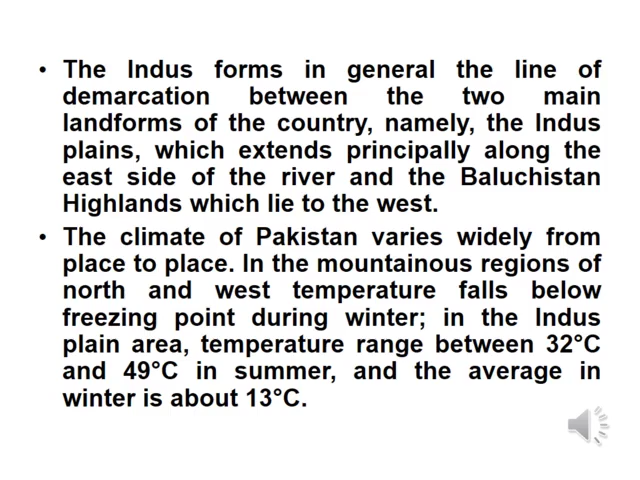 • The Indus forms in general the line of
demarcation between the two main
landforms of the country, namely, the Indus
plains, which extends principally along the
east side of the river and the Baluchistan
Highlands which lie to the west.
• The climate of Pakistan varies widely from
place to place. In the mountainous regions of
north and west temperature falls below
freezing point during winter; in the Indus
plain area, temperature range between 32°C
and 49°C in summer, and the average in
winter is about 13°C.